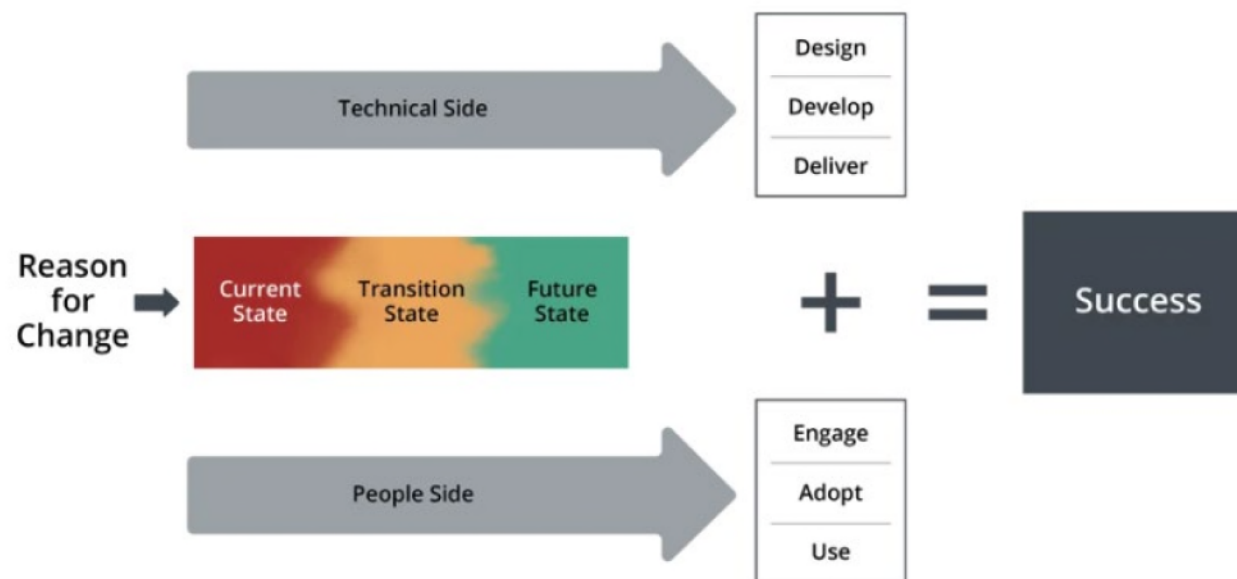 Technical Side
Design
Develop
Deliver
Reason
for
Change
Current
State
Transition
State
Future
State
+
=
Success
People Side
Engage
Adopt
Use